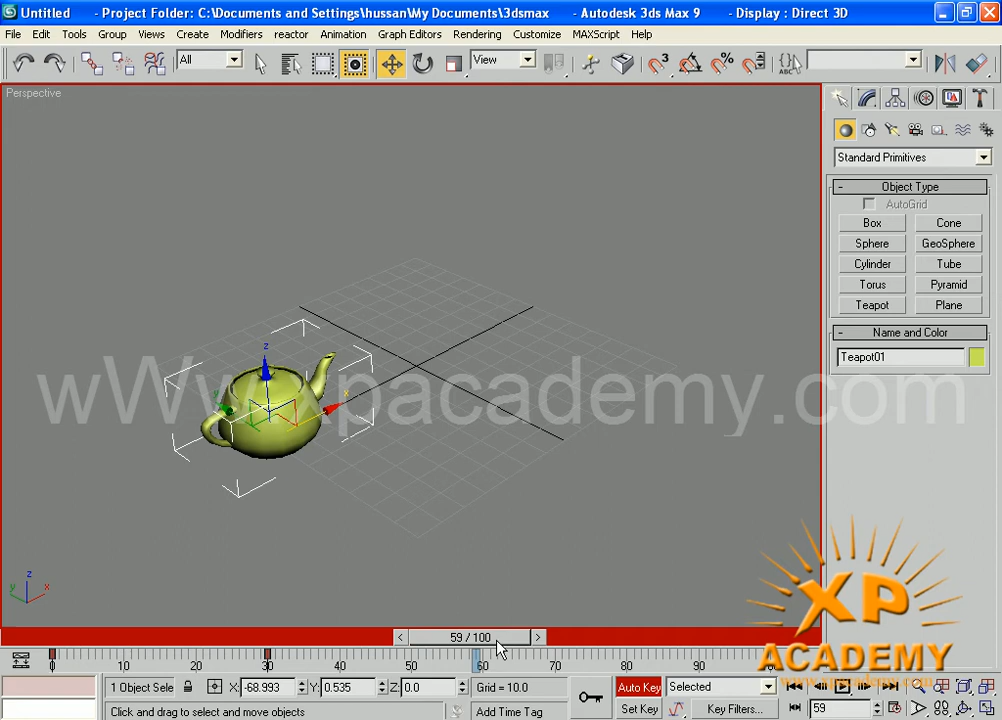 Untitled - Project Folder: C:\Documents and Settings\hussan\My Documents\3dsmax - Autodesk 3ds Max 9 - Display : Direct 3D
File Edit Tools Group Views Create Modifiers reactor Animation Graph Editors Rendering Customize MAXScript Help
All View ABC
Perspective
Standard Primitives
- Object Type
AutoGrid
Box Cone
Sphere GeoSphere
Cylinder Tube
Torus Pyramid
Teapot Plane
- Name and Color
Teapot01
z
x
y
wWw.xpacademy.com
z
y x
XP
ACADEMY
www.xpacademy.com
< 59 / 100 >
0 10 20 30 40 50 60 70 80 90
1 Object Sele X: -68.993 Y: 0.535 Z: 0.0 Grid = 10.0 Auto Key Selected
Click and drag to select and move objects Add Time Tag Set Key Key Filters... 59